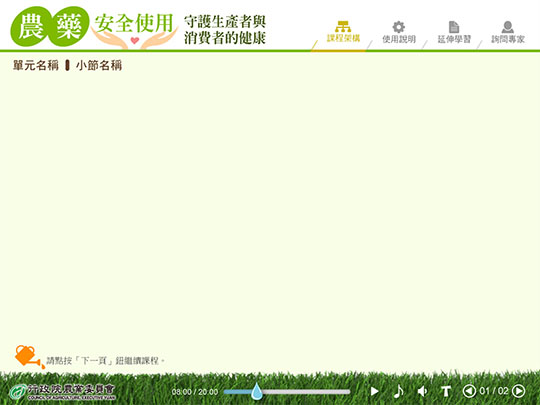 農藥 安全使用 守護生產者與
消費者的健康
課程架構 使用說明 延伸學習 詢問專家
單元名稱 小節名稱
請點按「下一頁」鈕繼續課程。
行政院農業委員會
COUNCIL OF AGRICULTURE, EXECUTIVE YUAN
08:00 / 20:00 T 01 / 02